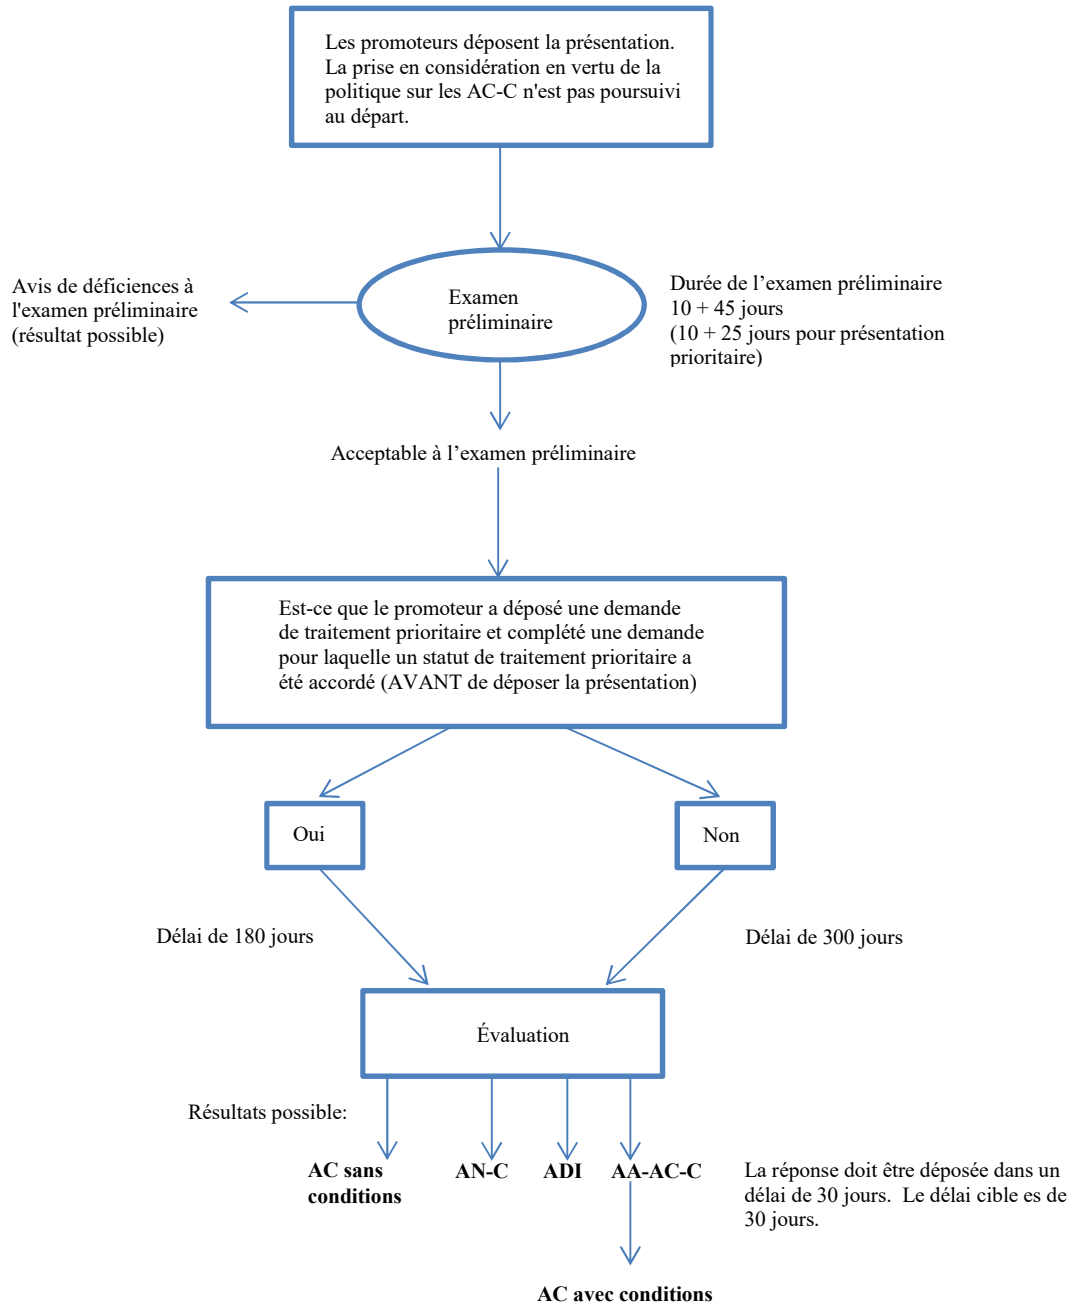 Les promoteurs déposent la présentation.
La prise en considération en vertu de la
politique sur les AC-C n'est pas poursuivi
au départ.
Avis de déficiences à
l'examen préliminaire
(résultat possible)
Examen
préliminaire
Durée de l’examen préliminaire
10 + 45 jours
(10 + 25 jours pour présentation
prioritaire)
Acceptable à l’examen préliminaire
Est-ce que le promoteur a déposé une demande
de traitement prioritaire et complété une demande
pour laquelle un statut de traitement prioritaire a
été accordé (AVANT de déposer la présentation)
Oui
Non
Délai de 180 jours
Délai de 300 jours
Évaluation
Résultats possible:
AC sans
conditions
AN-C
ADI
AA-AC-C
La réponse doit être déposée dans un
délai de 30 jours.  Le délai cible es de
30 jours.
AC avec conditions